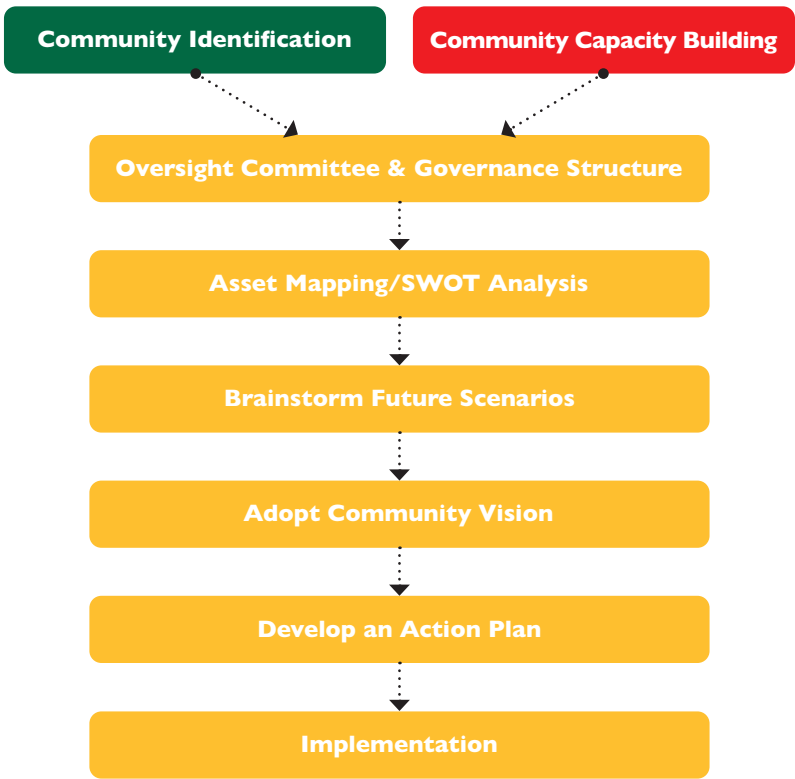 Community Identification
Community Capacity Building
Oversight Committee & Governance Structure
Asset Mapping/SWOT Analysis
Brainstorm Future Scenarios
Adopt Community Vision
Develop an Action Plan
Implementation